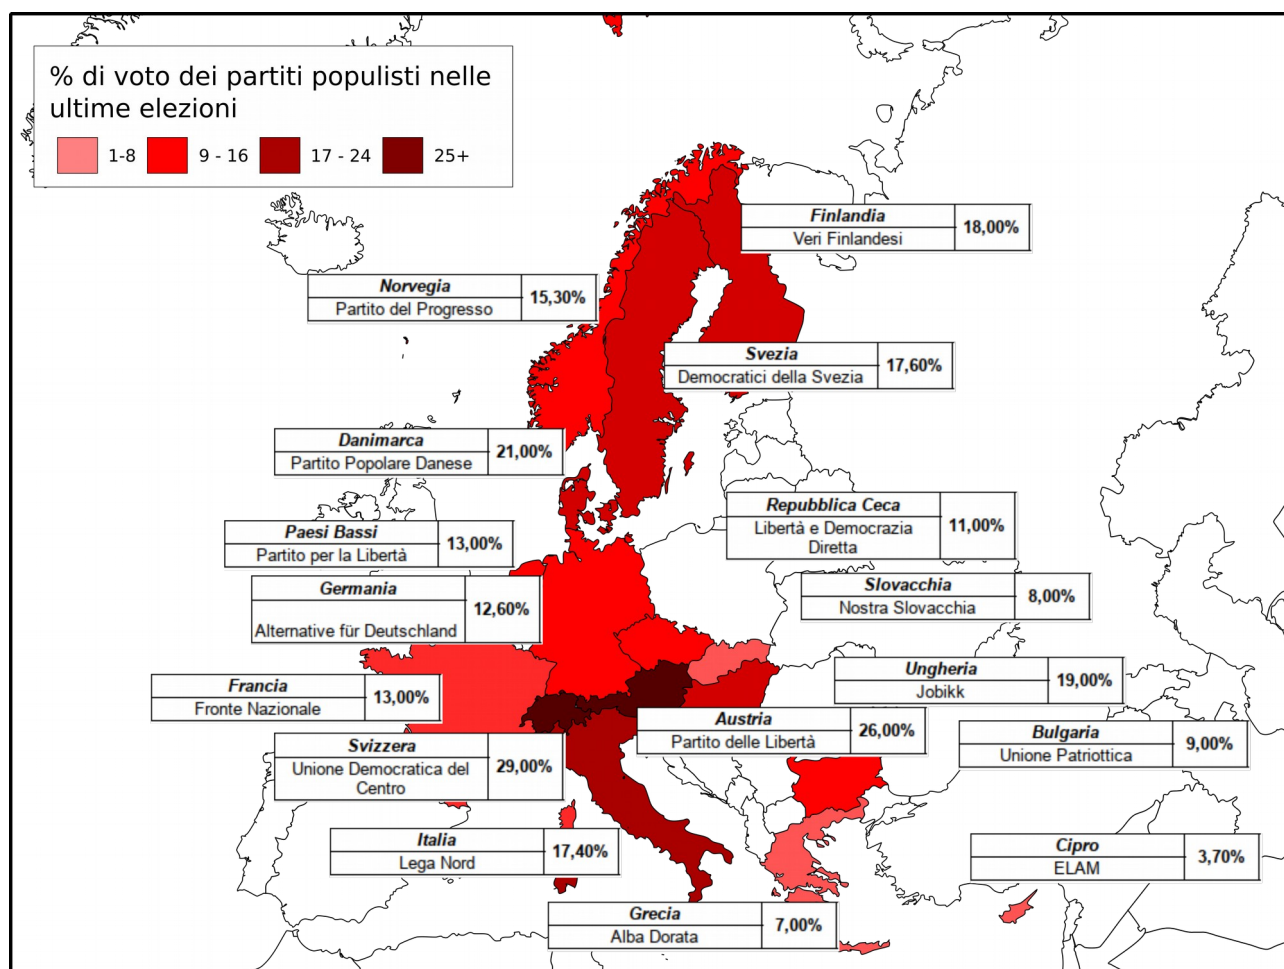 % di voto dei partiti populisti nelle
ultime elezioni
1-8
9 - 16
17 - 24
25+
Finlandia
Veri Finlandesi
18,00%
Norvegia
Partito del Progresso
15,30%
Svezia
Democratici della Svezia
17,60%
Danimarca
Partito Popolare Danese
21,00%
Repubblica Ceca
Libertà e Democrazia
Diretta
11,00%
Paesi Bassi
Partito per la Libertà
13,00%
Germania
Alternative für Deutschland
12,60%
Slovacchia
Nostra Slovacchia
8,00%
Ungheria
Jobikk
19,00%
Francia
Fronte Nazionale
13,00%
Austria
Partito delle Libertà
26,00%
Bulgaria
Unione Patriottica
9,00%
Svizzera
Unione Democratica del
Centro
29,00%
Italia
Lega Nord
17,40%
Cipro
ELAM
3,70%
Grecia
Alba Dorata
7,00%